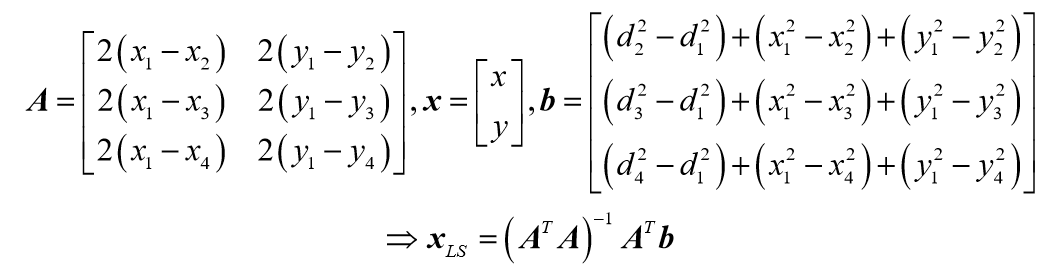 A = [2(x₁ − x₂) 2(y₁ − y₂); 2(x₁ − x₃) 2(y₁ − y₃); 2(x₁ − x₄) 2(y₁ − y₄)], x = [x; y], b = [(d₂² − d₁²) + (x₁² − x₂²) + (y₁² − y₂²); (d₃² − d₁²) + (x₁² − x₃²) + (y₁² − y₃²); (d₄² − d₁²) + (x₁² − x₄²) + (y₁² − y₄²)]
⇒ x_LS = (AᵀA)⁻¹ Aᵀb